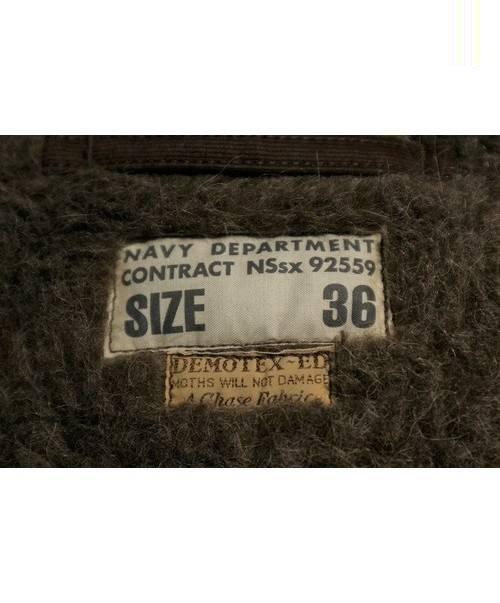 NAVY DEPARTMENT
CONTRACT NSsx 92559
SIZE 36
DEMOTEX-ED
MOTHS WILL NOT DAMAGE
A Chase Fabric